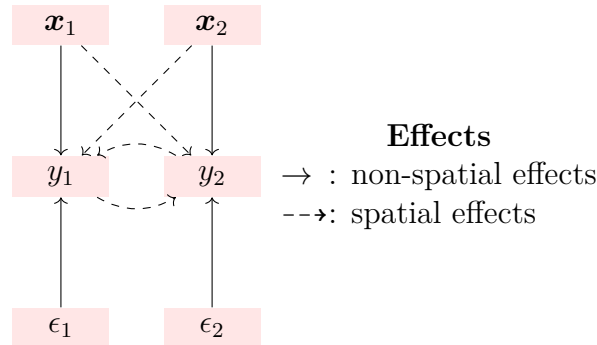 x₁ x₂
Effects
y₁ y₂
→ : non-spatial effects
⇢: spatial effects
ϵ₁ ϵ₂